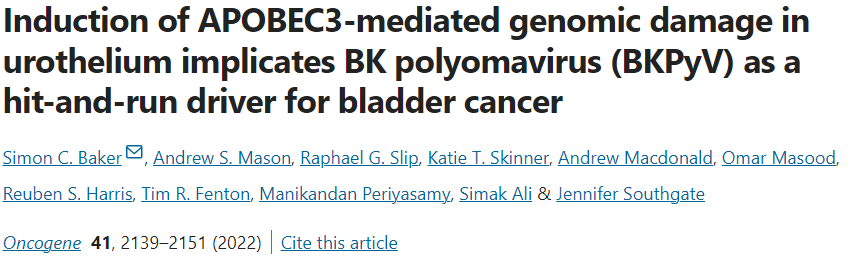 Induction of APOBEC3-mediated genomic damage in
urothelium implicates BK polyomavirus (BKPyV) as a
hit-and-run driver for bladder cancer
Simon C. Baker, Andrew S. Mason, Raphael G. Slip, Katie T. Skinner, Andrew Macdonald, Omar Masood,
Reuben S. Harris, Tim R. Fenton, Manikandan Periyasamy, Simak Ali & Jennifer Southgate
Oncogene 41, 2139–2151 (2022) | Cite this article